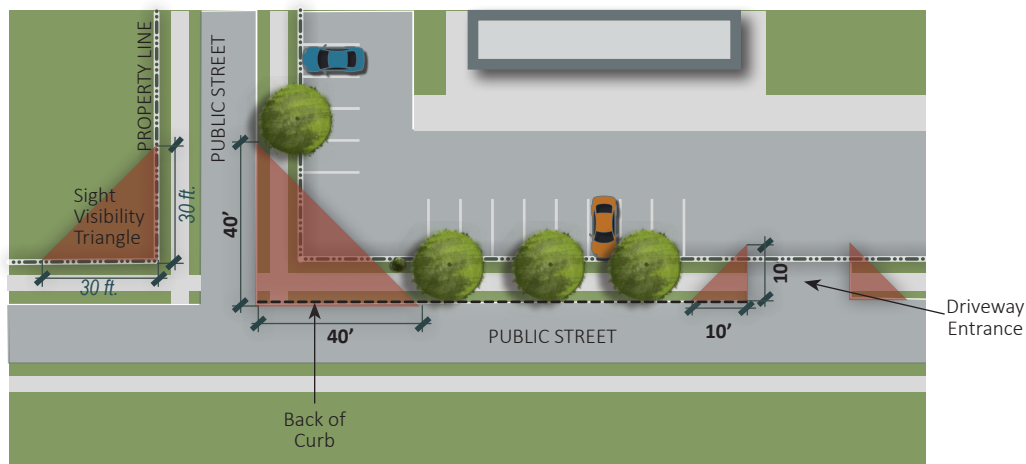 PROPERTY LINE
PUBLIC STREET
Sight
Visibility
Triangle
30 ft.
30 ft.
40’
40’
PUBLIC STREET
10
10’
Driveway
Entrance
Back of
Curb